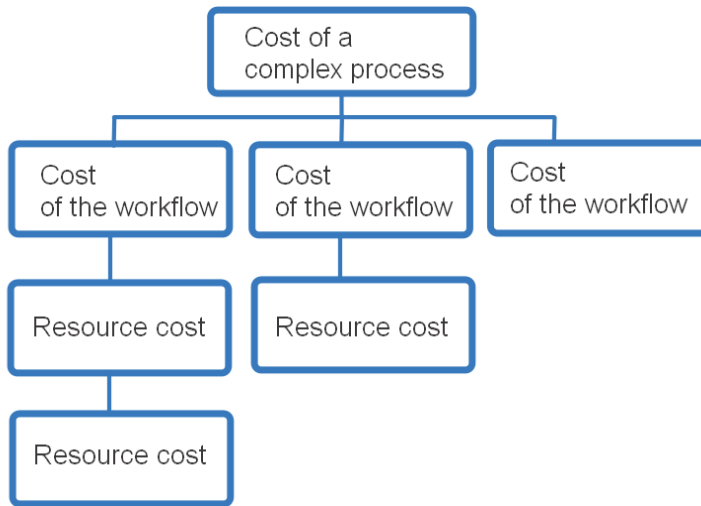 Cost of a
complex process
Cost
of the workflow
Cost
of the workflow
Cost
of the workflow
Resource cost
Resource cost
Resource cost